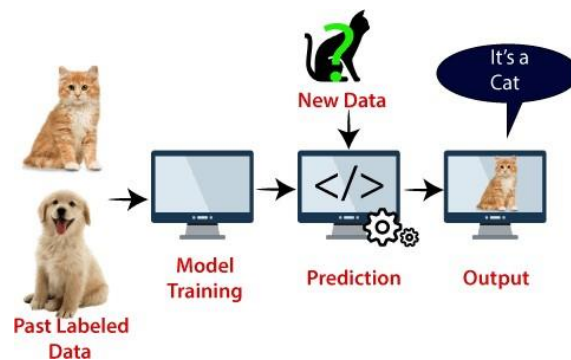 ?
It's a
Cat
New Data
</>
Model
Training
Prediction
Output
Past Labeled
Data